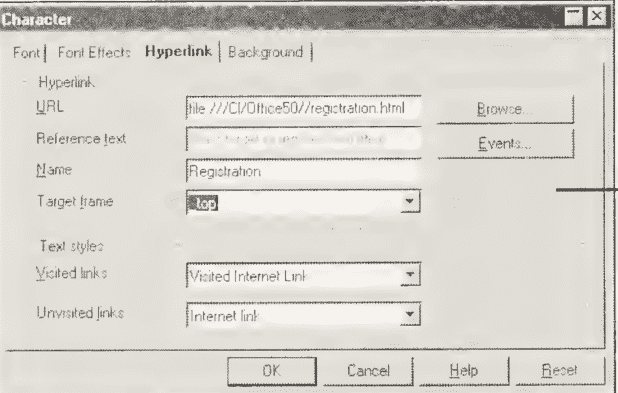 Character
Font Font Effects Hyperlink Background
Hyperlink
URL file:///C|/Office50//registration.html Browse...
Reference text
Events...
Name Registration
Target frame _top
Text styles
Visited links Visited Internet Link
Unvisited links Internet link
OK Cancel Help Reset